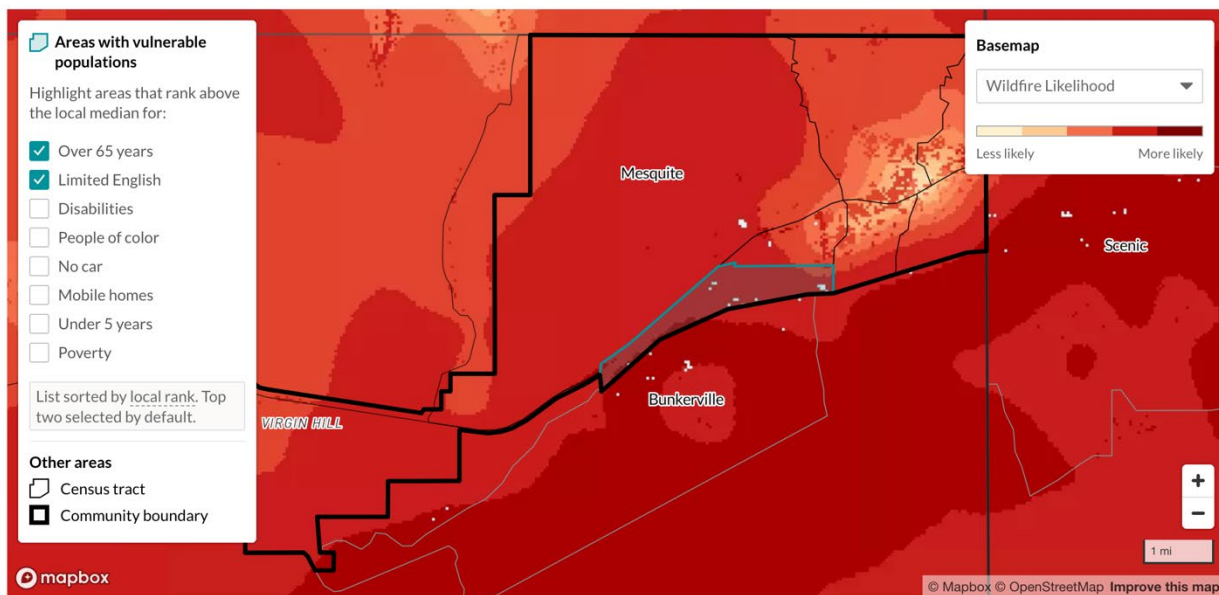 Areas with vulnerable
populations
Highlight areas that rank above
the local median for:
Over 65 years
Limited English
Disabilities
People of color
No car
Mobile homes
Under 5 years
Poverty
List sorted by local rank. Top
two selected by default.
Other areas
Census tract
Community boundary
mapbox
VIRGIN HILL
Mesquite
Bunkerville
Scenic
Basemap
Wildfire Likelihood
Less likely
More likely
+
−
1 mi
© Mapbox © OpenStreetMap Improve this map